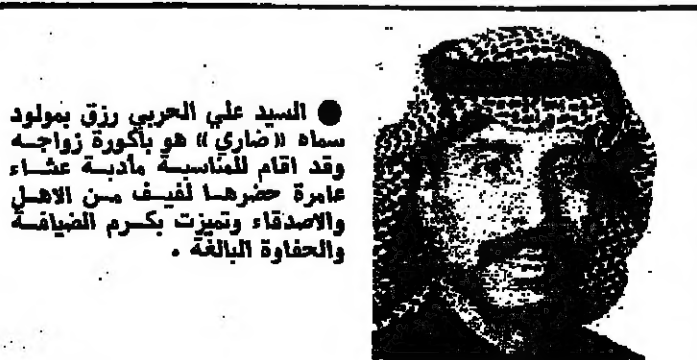 ● السيد علي الحربي رزق بمولود
سماه «ضاري» هو باكورة زواجه
وقد اقام للمناسبة مأدبة عشاء
عامرة حضرها لفيف من الاهل
والاصدقاء وتميزت بكرم الضيافة
والحفاوة البالغة .